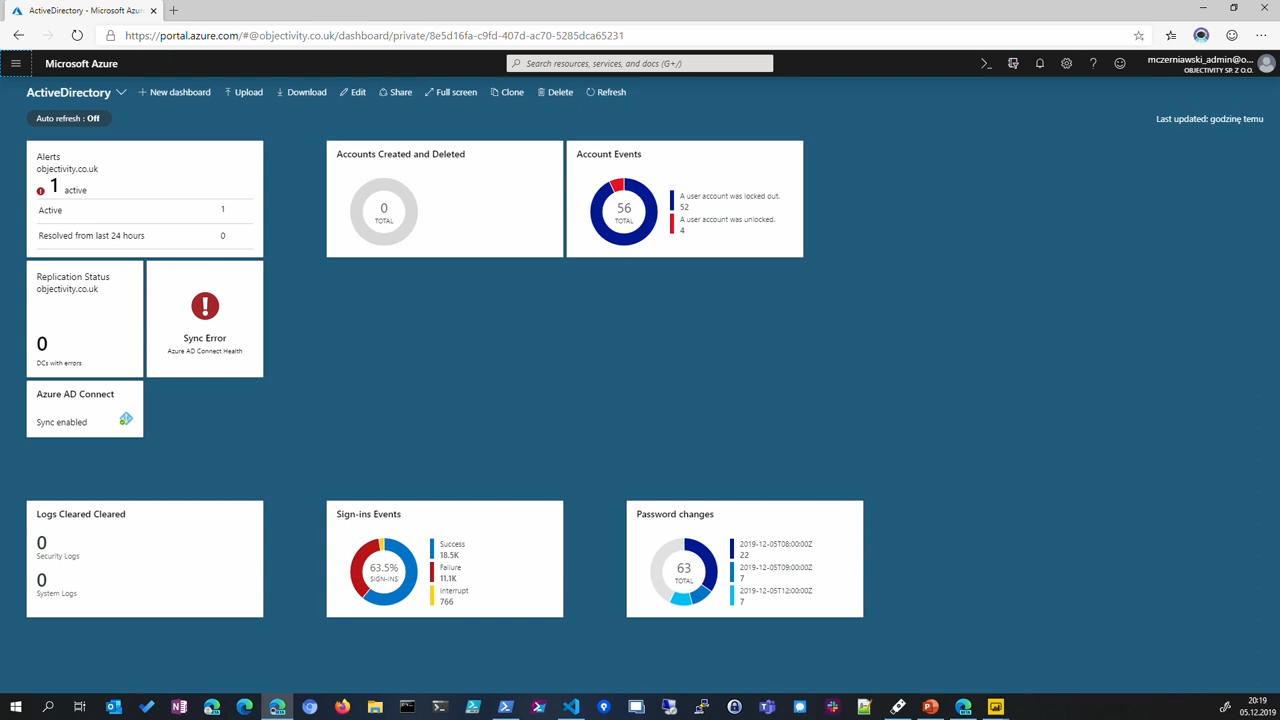 ActiveDirectory - Microsoft Azur
https://portal.azure.com/#@objectivity.co.uk/dashboard/private/8e5d16fa-c9fd-407d-ac70-5285dca65231
Microsoft Azure
Search resources, services, and docs (G+/)
mczerniawski_admin@o...
OBJECTIVITY SP. Z O.O.
ActiveDirectory
New dashboard
Upload
Download
Edit
Share
Full screen
Clone
Delete
Refresh
Auto refresh : Off
Last updated: godzinę temu
Alerts
objectivity.co.uk
1 active
Active 1
Resolved from last 24 hours 0
Accounts Created and Deleted
0
TOTAL
Account Events
56
TOTAL
A user account was locked out.
52
A user account was unlocked.
4
Replication Status
objectivity.co.uk
0
DCs with errors
Sync Error
Azure AD Connect Health
Azure AD Connect
Sync enabled
Logs Cleared Cleared
0
Security Logs
0
System Logs
Sign-ins Events
63.5%
SIGN-INS
Success
18.5K
Failure
11.1K
Interrupt
766
Password changes
63
TOTAL
2019-12-05T08:00:00Z
22
2019-12-05T09:00:00Z
7
2019-12-05T12:00:00Z
7
20:19
05.12.2019